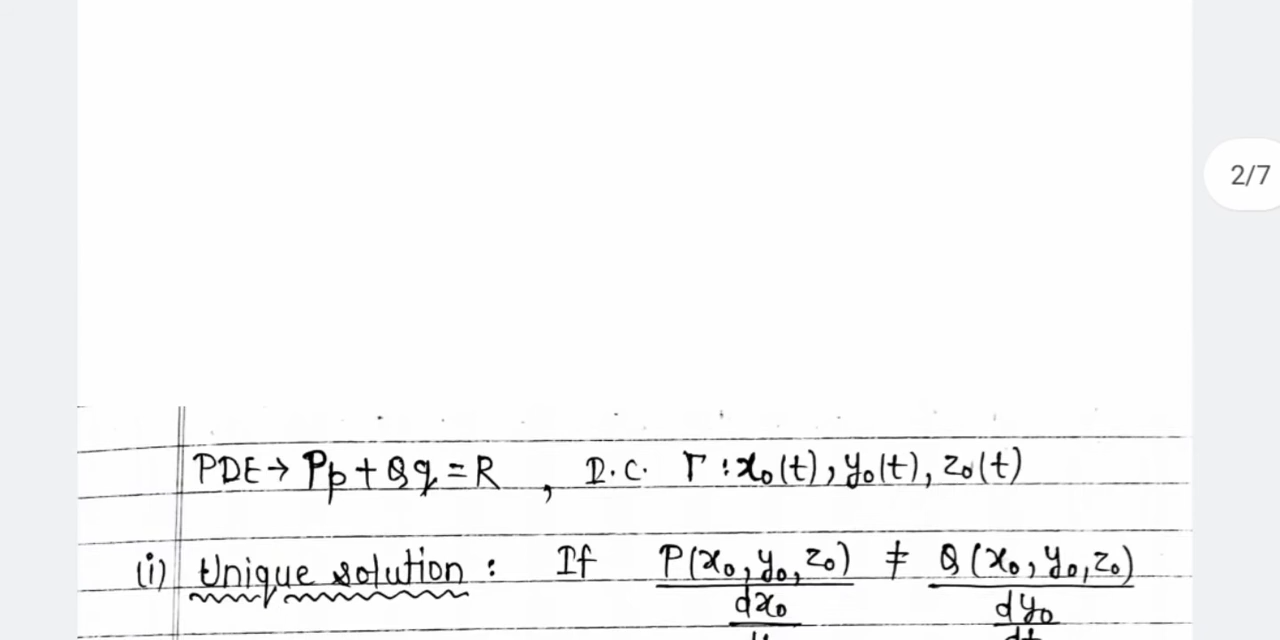 2/7
PDE→ Pp + Qq = R , I.C. Γ : x₀(t), y₀(t), z₀(t)
(i) Unique solution : If P(x₀, y₀, z₀) / dx₀ ≠ Q(x₀, y₀, z₀) / dy₀
dt